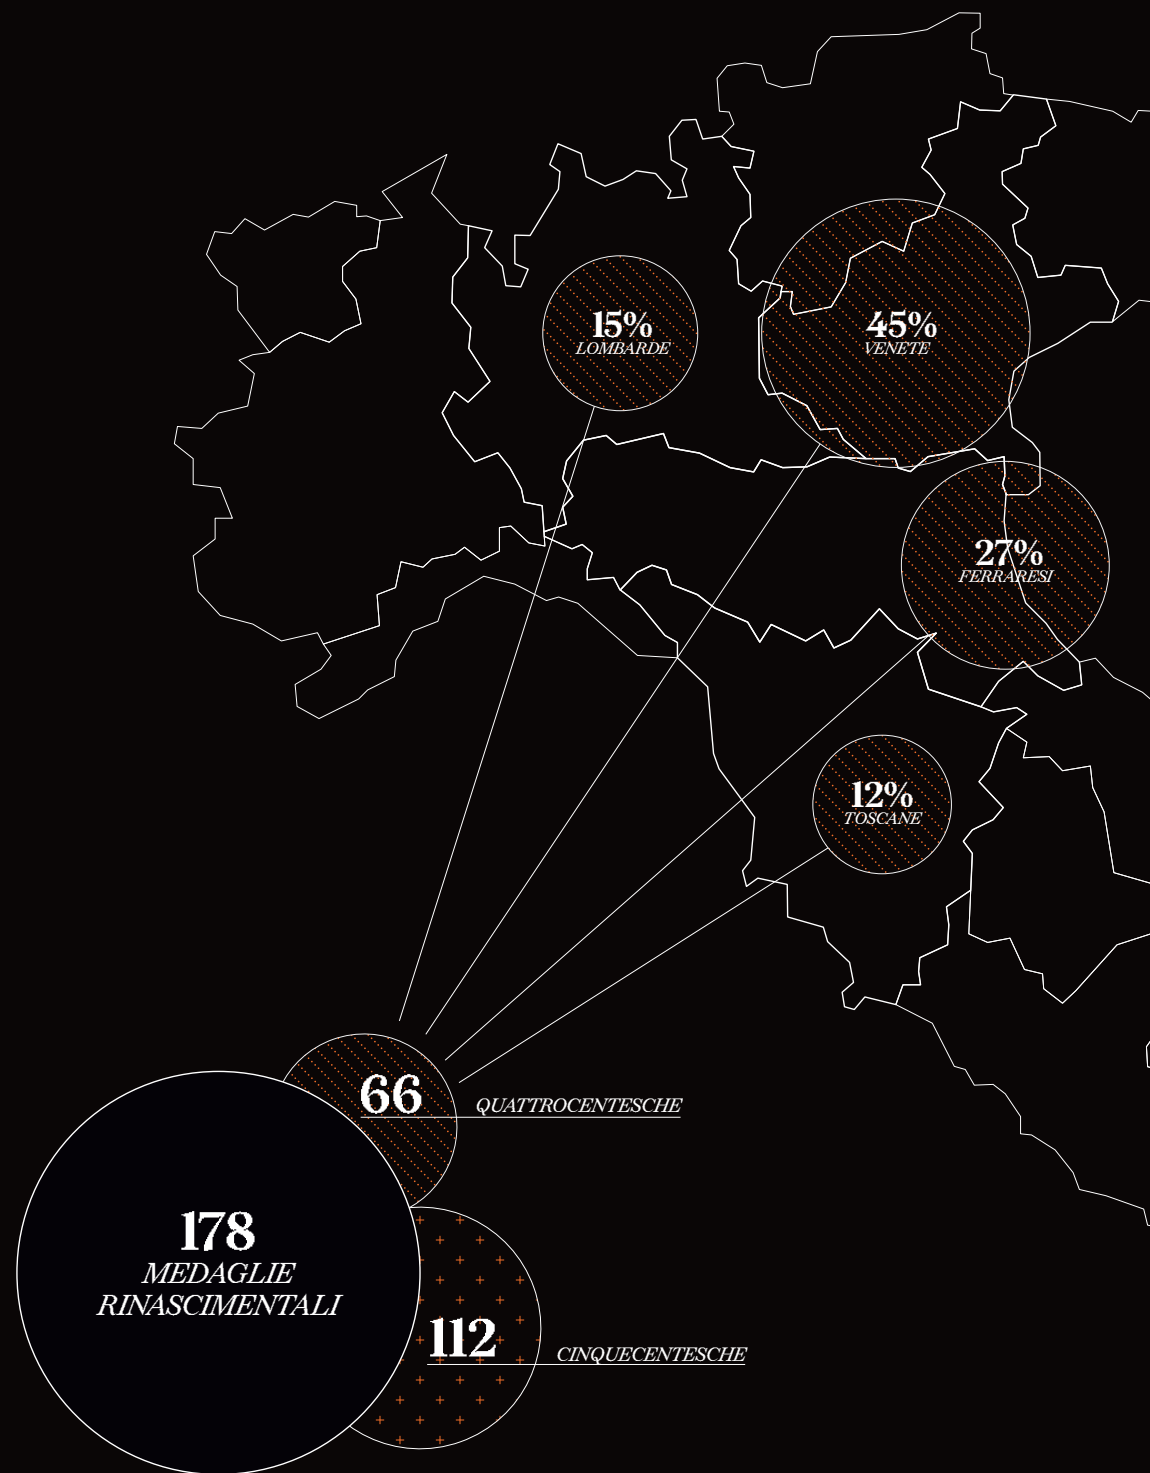 15%
LOMBARDE
45%
VENETE
27%
FERRARESI
12%
TOSCANE
66
QUATTROCENTESCHE
178
MEDAGLIE
RINASCIMENTALI
112
CINQUECENTESCHE